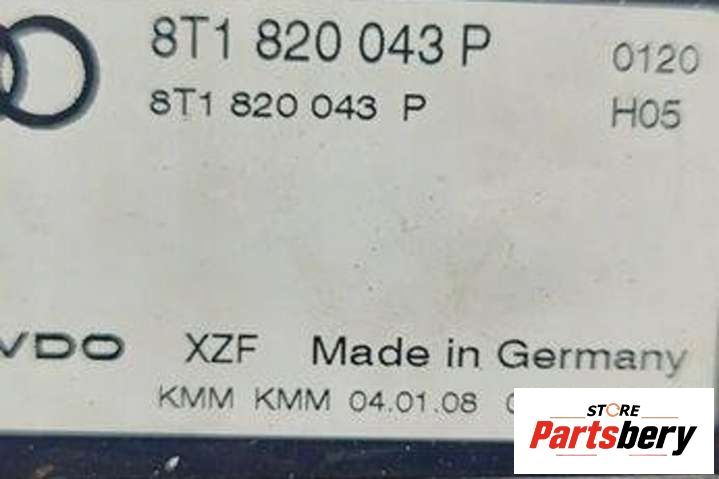 8T1 820 043 P 0120
8T1 820 043 P H05
VDO XZF Made in Germany
KMM KMM 04.01.08
STORE
Partsbery